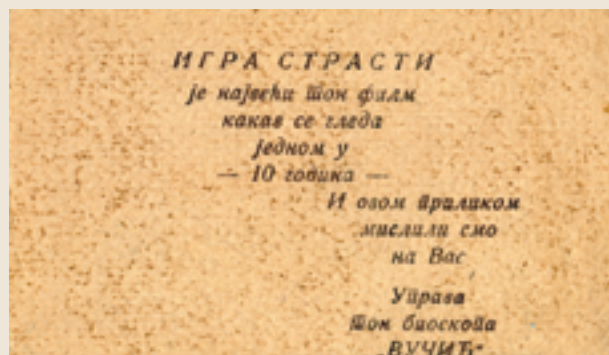 ИГРА СТРАСТИ
је највећи тон филм
какав се гледа
једном у
— 10 година —
И овом приликом
мислили смо
на Вас
Управа
тон биоскопа
„ВУЧИЋ“